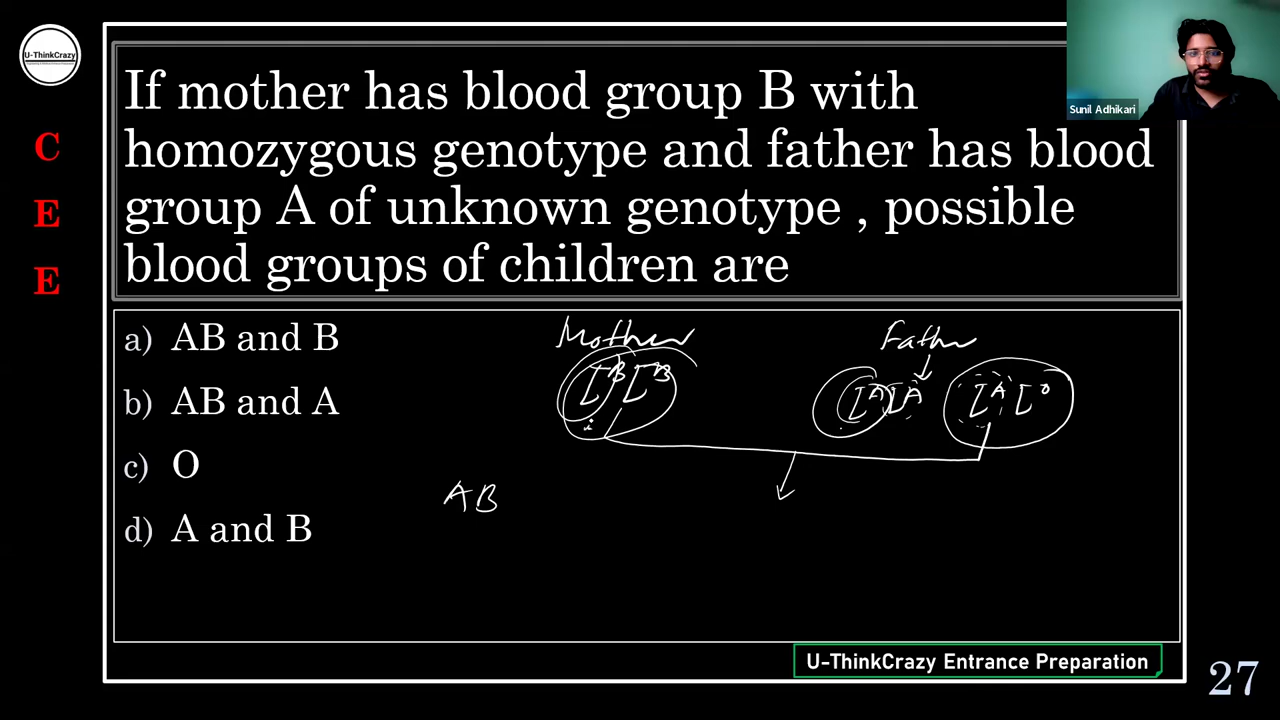 U-ThinkCrazy
C
E
E
If mother has blood group B with
homozygous genotype and father has blood
group A of unknown genotype , possible
blood groups of children are
Sunil Adhikari
a) AB and B
b) AB and A
c) O
d) A and B
Mother
Father
I^B I^B
I^A I^A
I^A I^O
AB
U-ThinkCrazy Entrance Preparation
27